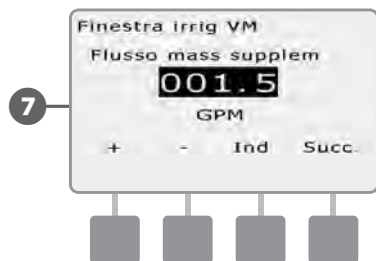 Finestra irrig VM
Flusso mass supplem
001.5
7
GPM
+ - Ind Succ.